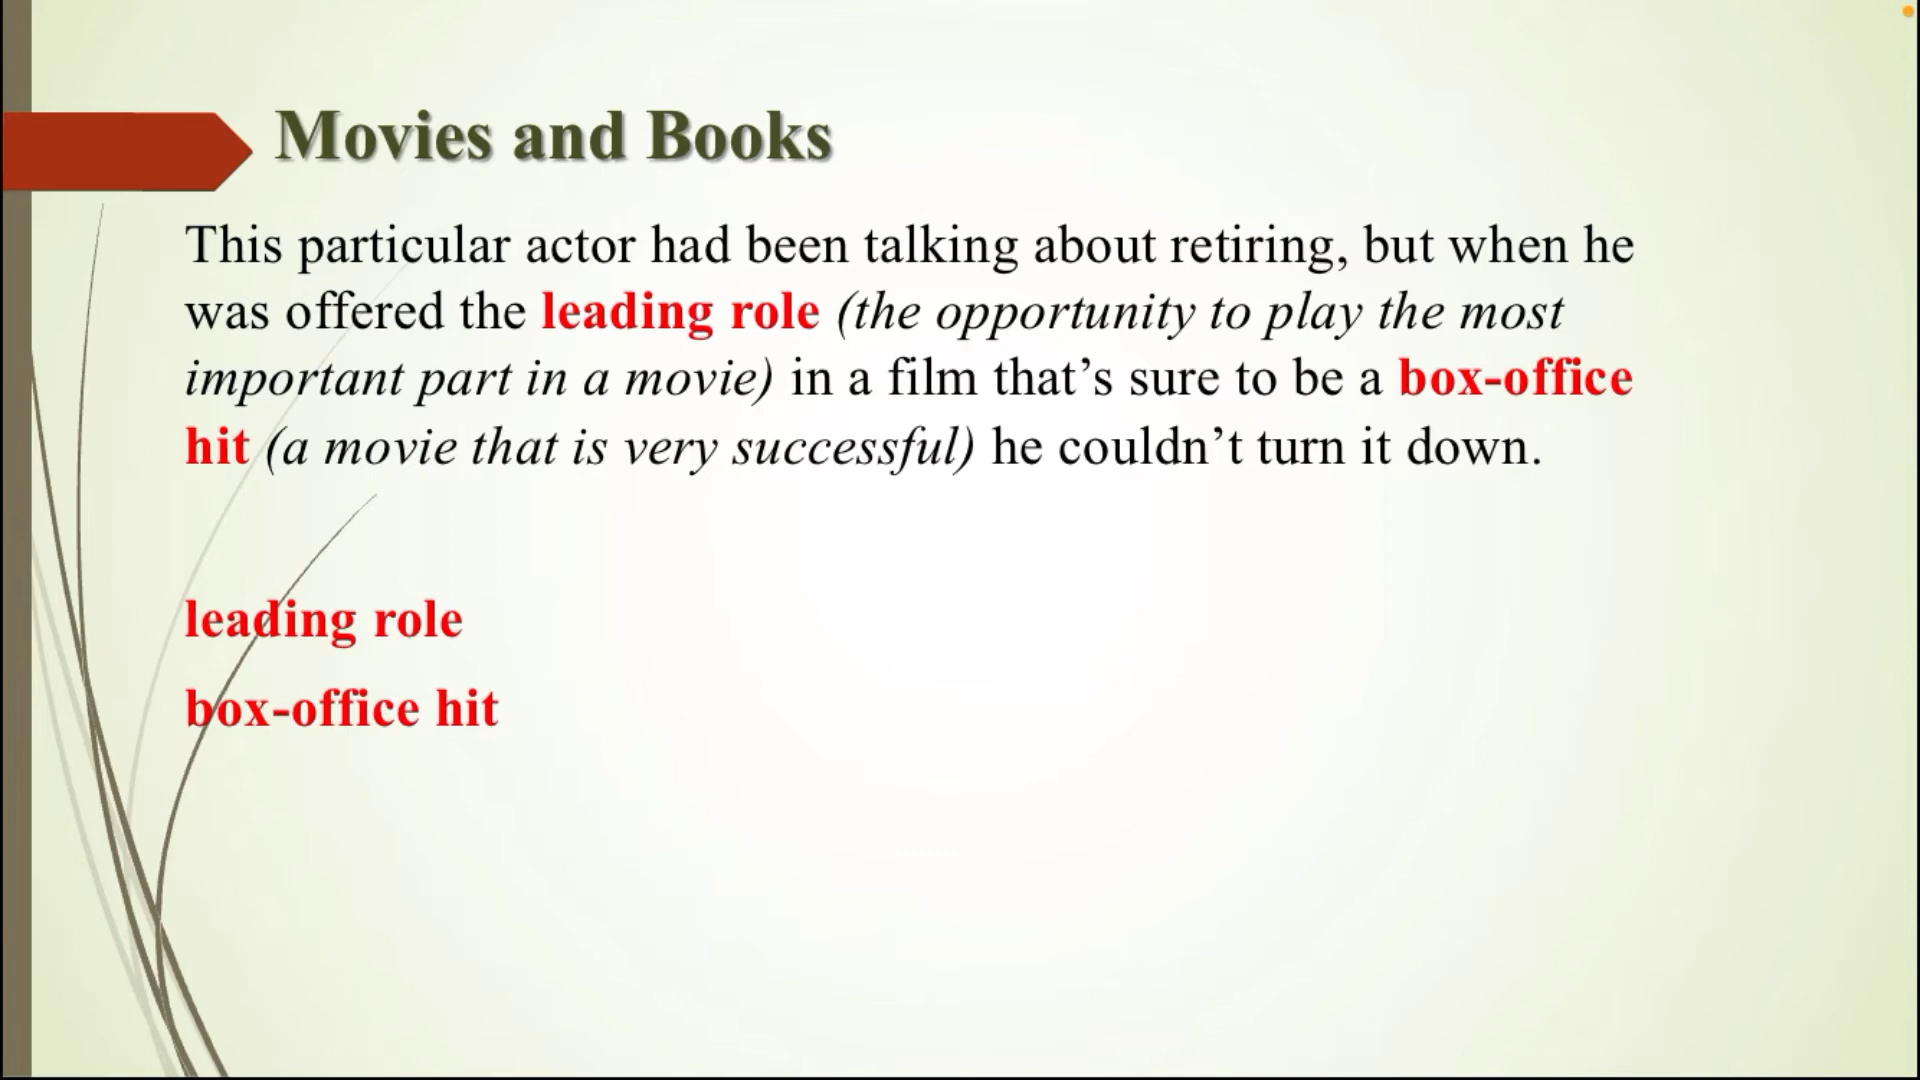 Movies and Books
This particular actor had been talking about retiring, but when he
was offered the leading role (the opportunity to play the most
important part in a movie) in a film that’s sure to be a box-office
hit (a movie that is very successful) he couldn’t turn it down.
leading role
box-office hit